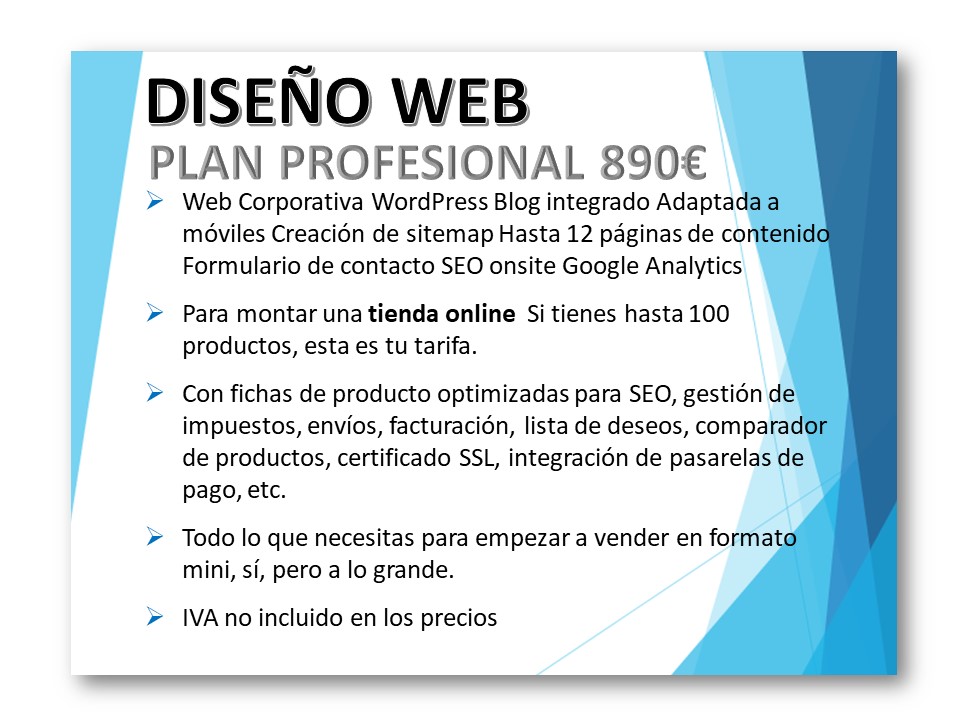 DISEÑO WEB
PLAN PROFESIONAL 890€
Web Corporativa WordPress Blog integrado Adaptada a
móviles Creación de sitemap Hasta 12 páginas de contenido
Formulario de contacto SEO onsite Google Analytics
Para montar una tienda online Si tienes hasta 100
productos, esta es tu tarifa.
Con fichas de producto optimizadas para SEO, gestión de
impuestos, envíos, facturación, lista de deseos, comparador
de productos, certificado SSL, integración de pasarelas de
pago, etc.
Todo lo que necesitas para empezar a vender en formato
mini, sí, pero a lo grande.
IVA no incluido en los precios